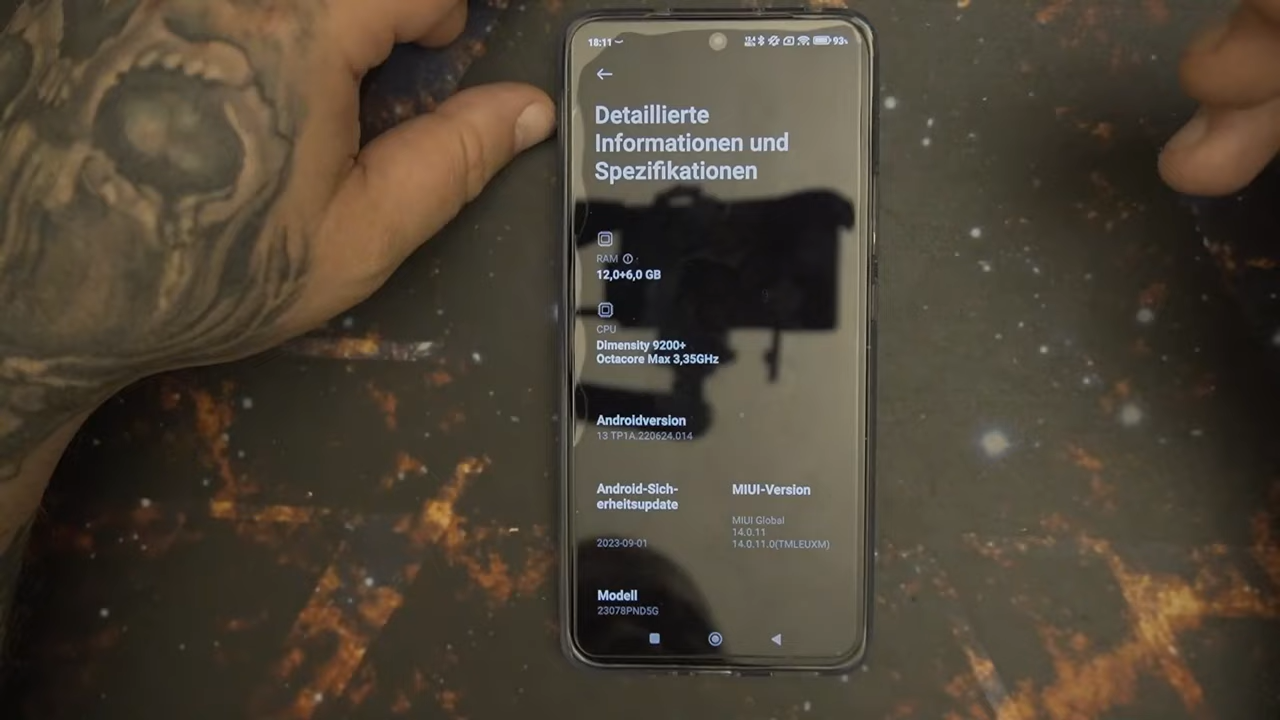 18:11
93%
Detaillierte
Informationen und
Spezifikationen
RAM
12,0+6,0 GB
CPU
Dimensity 9200+
Octacore Max 3,35GHz
Androidversion
13 TP1A.220624.014
Android-Sich-
erheitsupdate
2023-09-01
MIUI-Version
MIUI Global
14.0.11
14.0.11.0(TMLEUXM)
Modell
23078PND5G